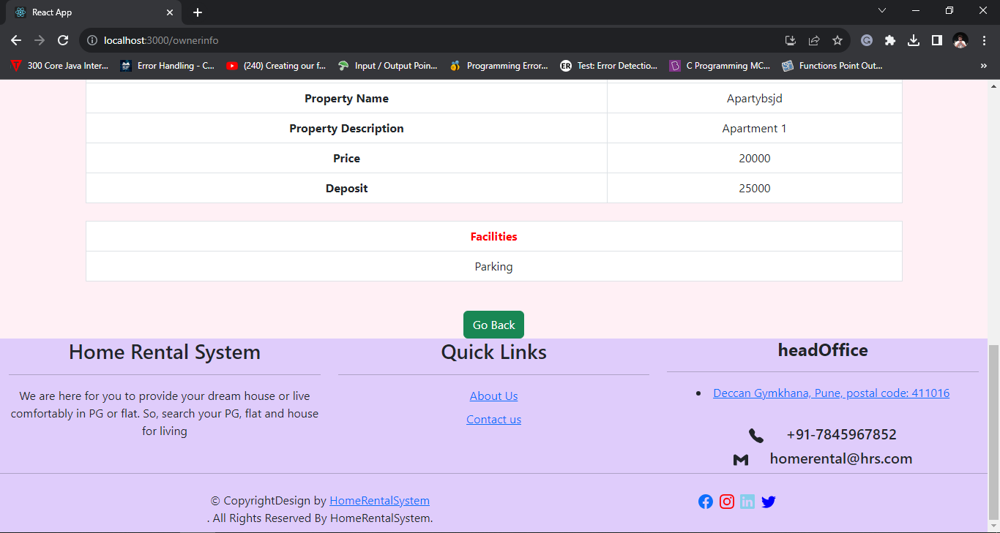 React App
localhost:3000/ownerinfo
300 Core Java Inter...
Error Handling - C...
(240) Creating our f...
Input / Output Poin...
Programming Error...
ER
Test: Error Detectio...
C Programming MC...
Functions Point Out...
»
Property Name Apartybsjd
Property Description Apartment 1
Price 20000
Deposit 25000
Facilities
Parking
Go Back
Home Rental System
We are here for you to provide your dream house or live
comfortably in PG or flat. So, search your PG, flat and house
for living
Quick Links
About Us
Contact us
headOffice
• Deccan Gymkhana, Pune, postal code: 411016
+91-7845967852
homerental@hrs.com
© CopyrightDesign by HomeRentalSystem
. All Rights Reserved By HomeRentalSystem.